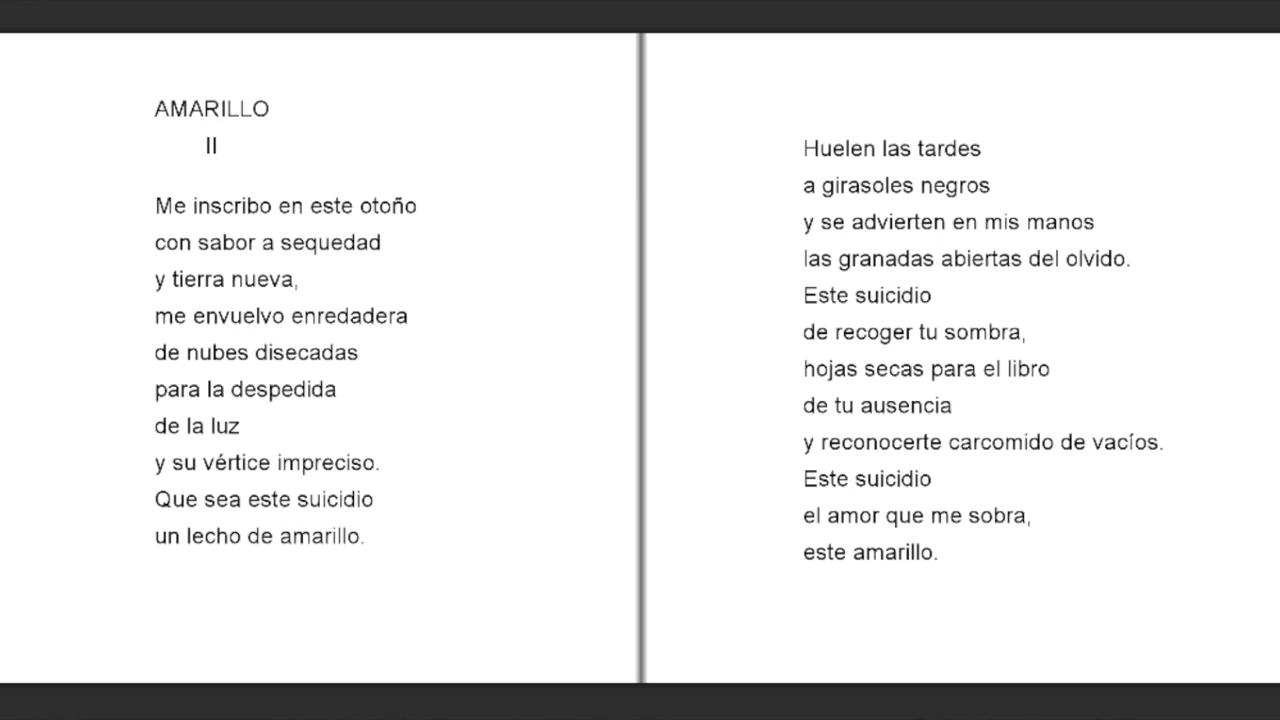 AMARILLO
II
Me inscribo en este otoño
con sabor a sequedad
y tierra nueva,
me envuelvo enredadera
de nubes disecadas
para la despedida
de la luz
y su vértice impreciso.
Que sea este suicidio
un lecho de amarillo.
Huelen las tardes
a girasoles negros
y se advierten en mis manos
las granadas abiertas del olvido.
Este suicidio
de recoger tu sombra,
hojas secas para el libro
de tu ausencia
y reconocerte carcomido de vacíos.
Este suicidio
el amor que me sobra,
este amarillo.